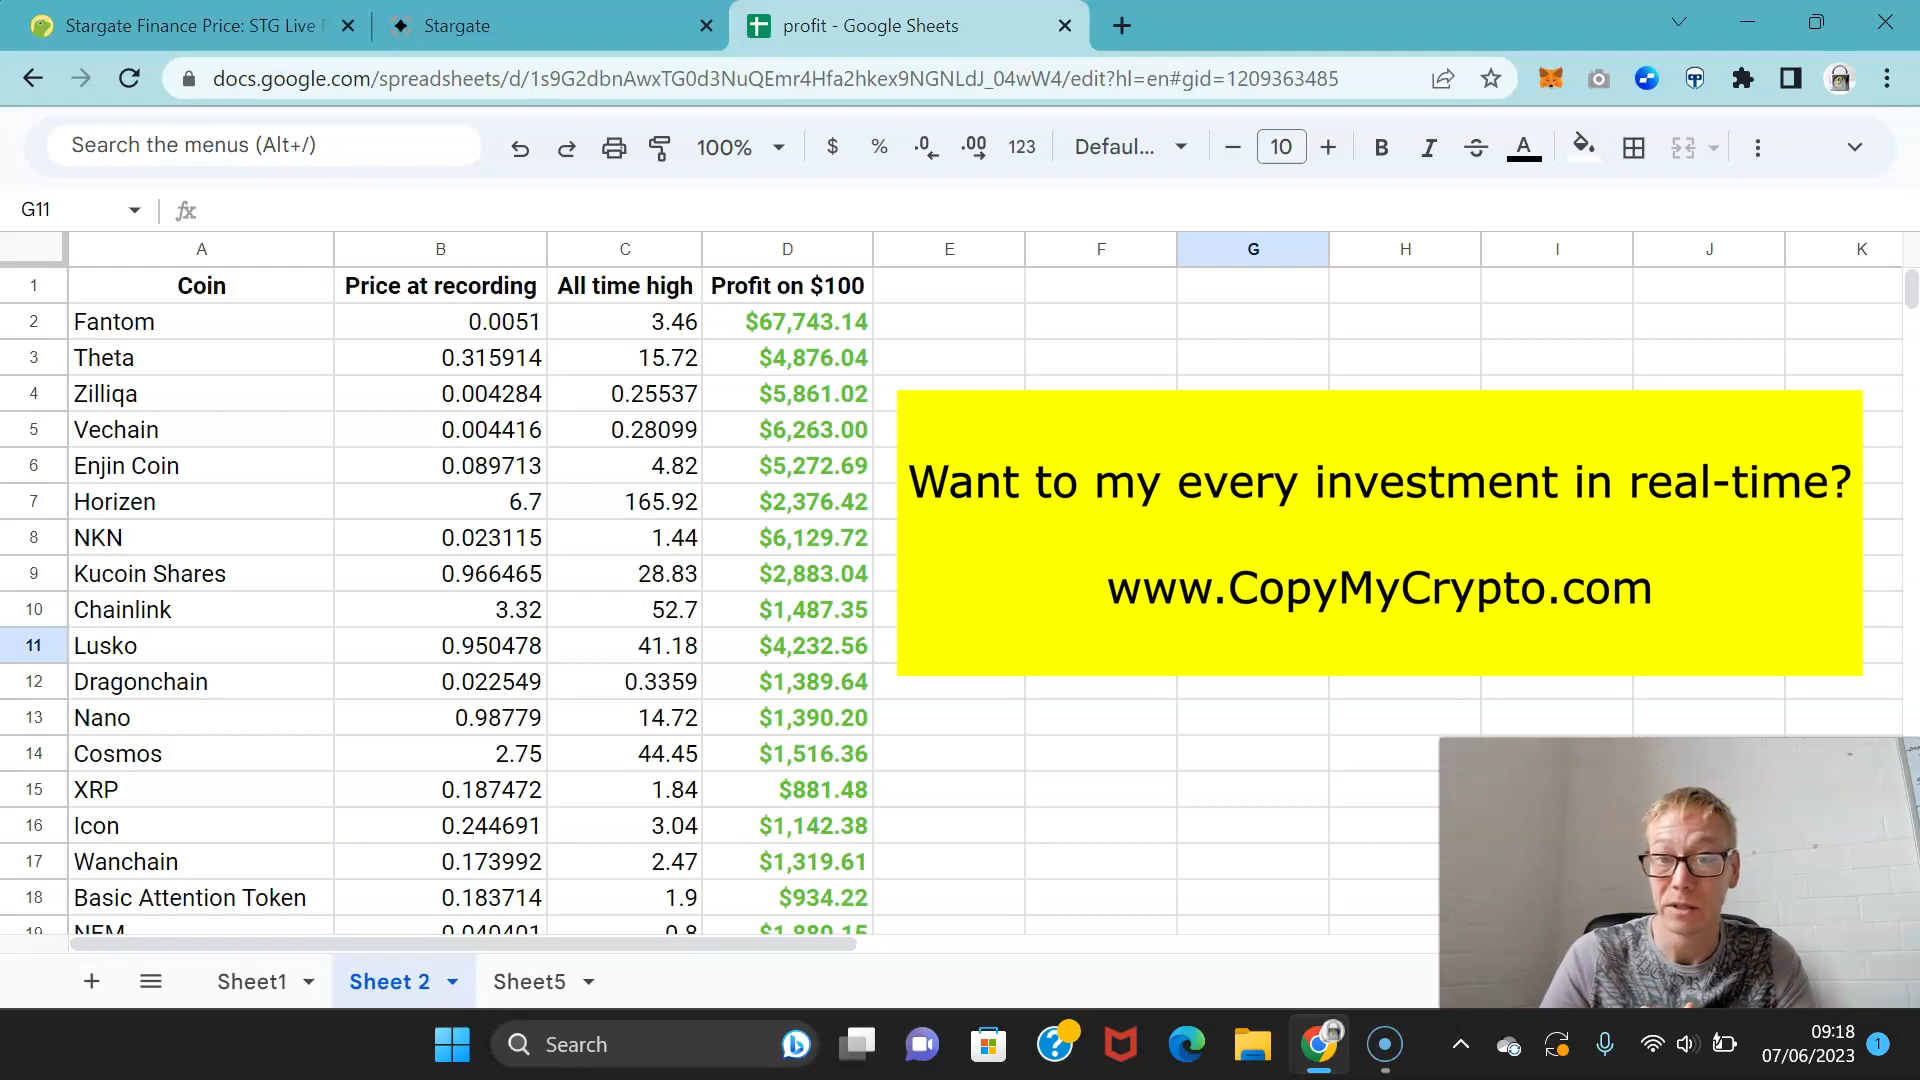 Stargate Finance Price: STG Live
Stargate
profit - Google Sheets
docs.google.com/spreadsheets/d/1s9G2dbnAwxTG0d3NuQEmr4Hfa2hkex9NGNLdJ_04wW4/edit?hl=en#gid=1209363485
Search the menus (Alt+/)
100%
$ % .0 .00 123
Defaul...
10
B I A
G11
fx
A B C D E F G H I J K
1 Coin Price at recording All time high Profit on $100
2 Fantom 0.0051 3.46 $67,743.14
3 Theta 0.315914 15.72 $4,876.04
4 Zilliqa 0.004284 0.25537 $5,861.02
5 Vechain 0.004416 0.28099 $6,263.00
6 Enjin Coin 0.089713 4.82 $5,272.69
7 Horizen 6.7 165.92 $2,376.42
8 NKN 0.023115 1.44 $6,129.72
9 Kucoin Shares 0.966465 28.83 $2,883.04
10 Chainlink 3.32 52.7 $1,487.35
11 Lusko 0.950478 41.18 $4,232.56
12 Dragonchain 0.022549 0.3359 $1,389.64
13 Nano 0.98779 14.72 $1,390.20
14 Cosmos 2.75 44.45 $1,516.36
15 XRP 0.187472 1.84 $881.48
16 Icon 0.244691 3.04 $1,142.38
17 Wanchain 0.173992 2.47 $1,319.61
18 Basic Attention Token 0.183714 1.9 $934.22
19 NEM 0.040401 0.8 $1,880.15
Want to my every investment in real-time?
www.CopyMyCrypto.com
Sheet1
Sheet 2
Sheet5
Search
09:18
07/06/2023
1